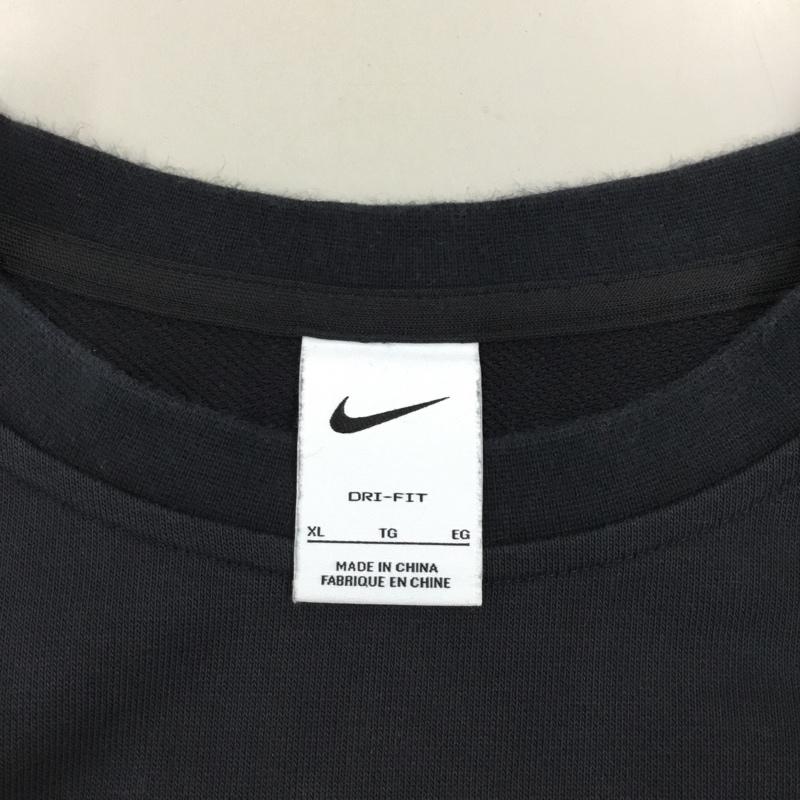 DRI-FIT
XL TG EG
MADE IN CHINA
FABRIQUE EN CHINE